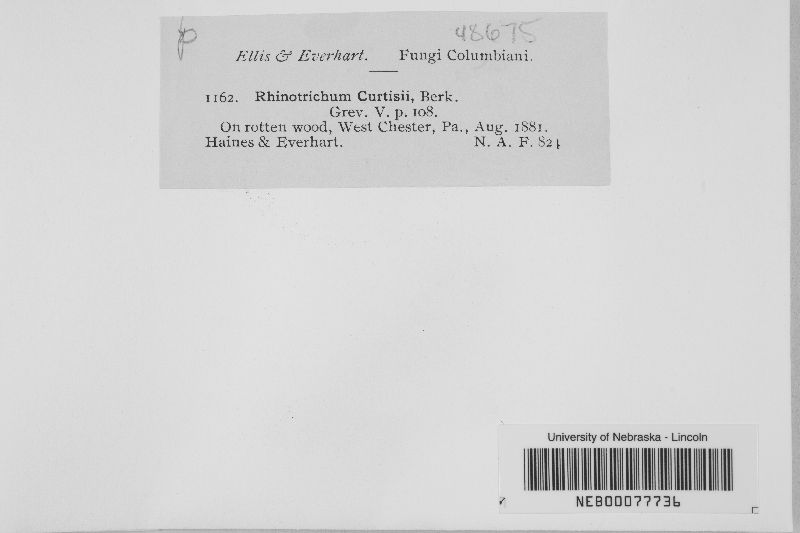 p 48675
Ellis & Everhart. Fungi Columbiani.
1162. Rhinotrichum Curtisii, Berk.
Grev. V. p. 108.
On rotten wood, West Chester, Pa., Aug. 1881.
Haines & Everhart. N. A. F. 821
University of Nebraska - Lincoln
NEB00077736